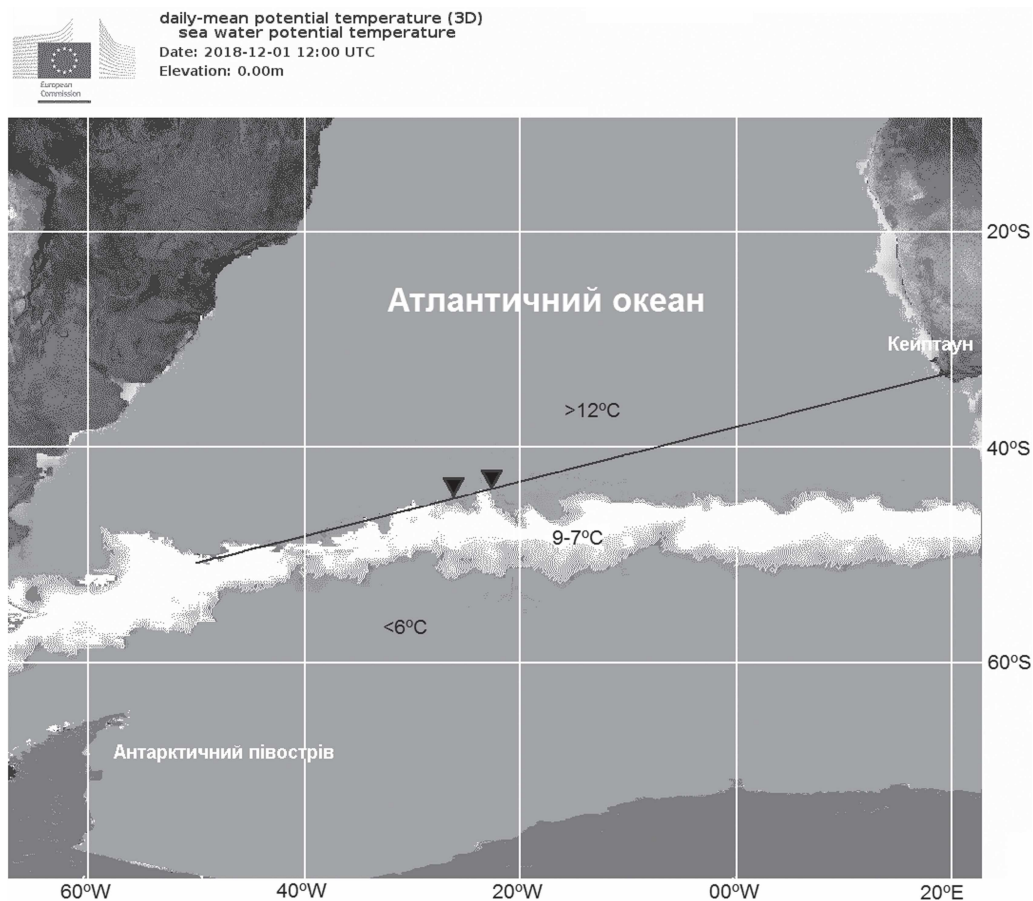 daily-mean potential temperature (3D)
sea water potential temperature
Date: 2018-12-01 12:00 UTC
Elevation: 0.00m
European
Commission
20ºS
Атлантичний океан
Кейптаун
>12ºC
40ºS
9-7ºC
<6ºC
60ºS
Антарктичний півострів
60ºW 40ºW 20ºW 00ºW 20ºE